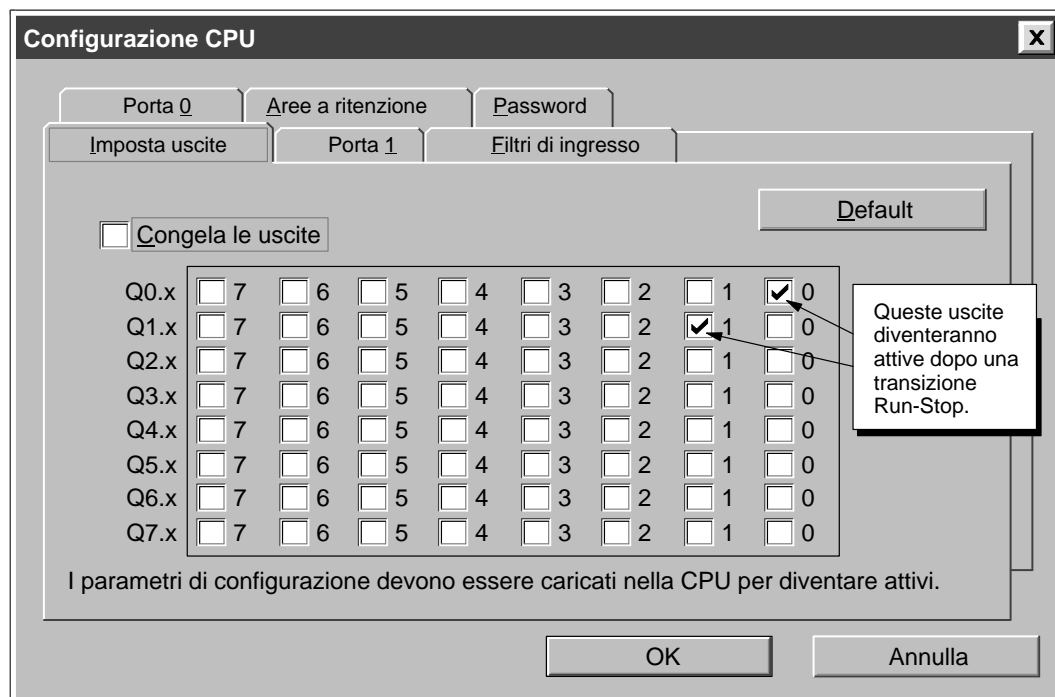 Configurazione CPU
Porta 0 Aree a ritenzione Password
Imposta uscite Porta 1 Filtri di ingresso
Default
Congela le uscite
Q0.x 7 6 5 4 3 2 1 0
Q1.x 7 6 5 4 3 2 1 0
Q2.x 7 6 5 4 3 2 1 0
Q3.x 7 6 5 4 3 2 1 0
Q4.x 7 6 5 4 3 2 1 0
Q5.x 7 6 5 4 3 2 1 0
Q6.x 7 6 5 4 3 2 1 0
Q7.x 7 6 5 4 3 2 1 0
Queste uscite
diventeranno
attive dopo una
transizione
Run-Stop.
I parametri di configurazione devono essere caricati nella CPU per diventare attivi.
OK Annulla